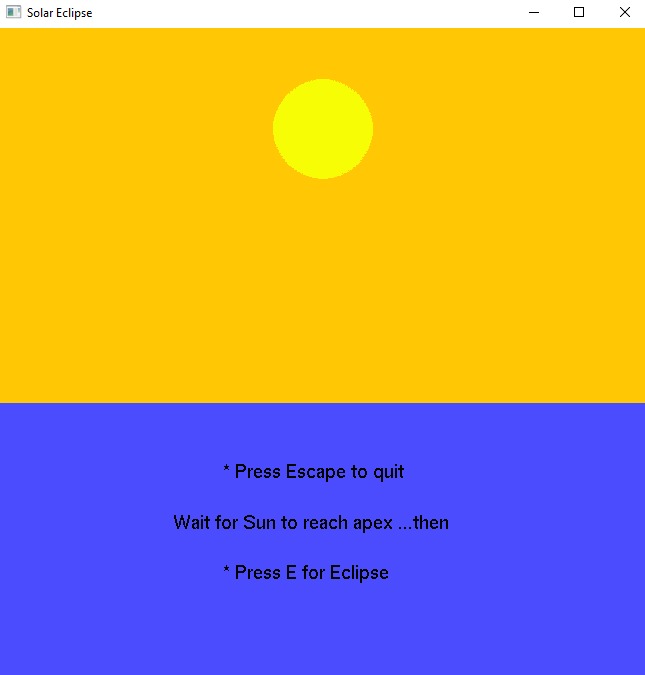 Solar Eclipse
* Press Escape to quit
Wait for Sun to reach apex ...then
* Press E for Eclipse